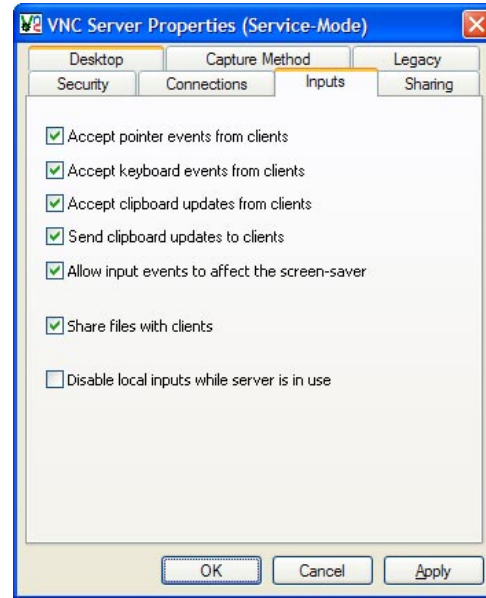 VNC Server Properties (Service-Mode)
Desktop Capture Method Legacy
Security Connections Inputs Sharing
Accept pointer events from clients
Accept keyboard events from clients
Accept clipboard updates from clients
Send clipboard updates to clients
Allow input events to affect the screen-saver
Share files with clients
Disable local inputs while server is in use
OK Cancel Apply